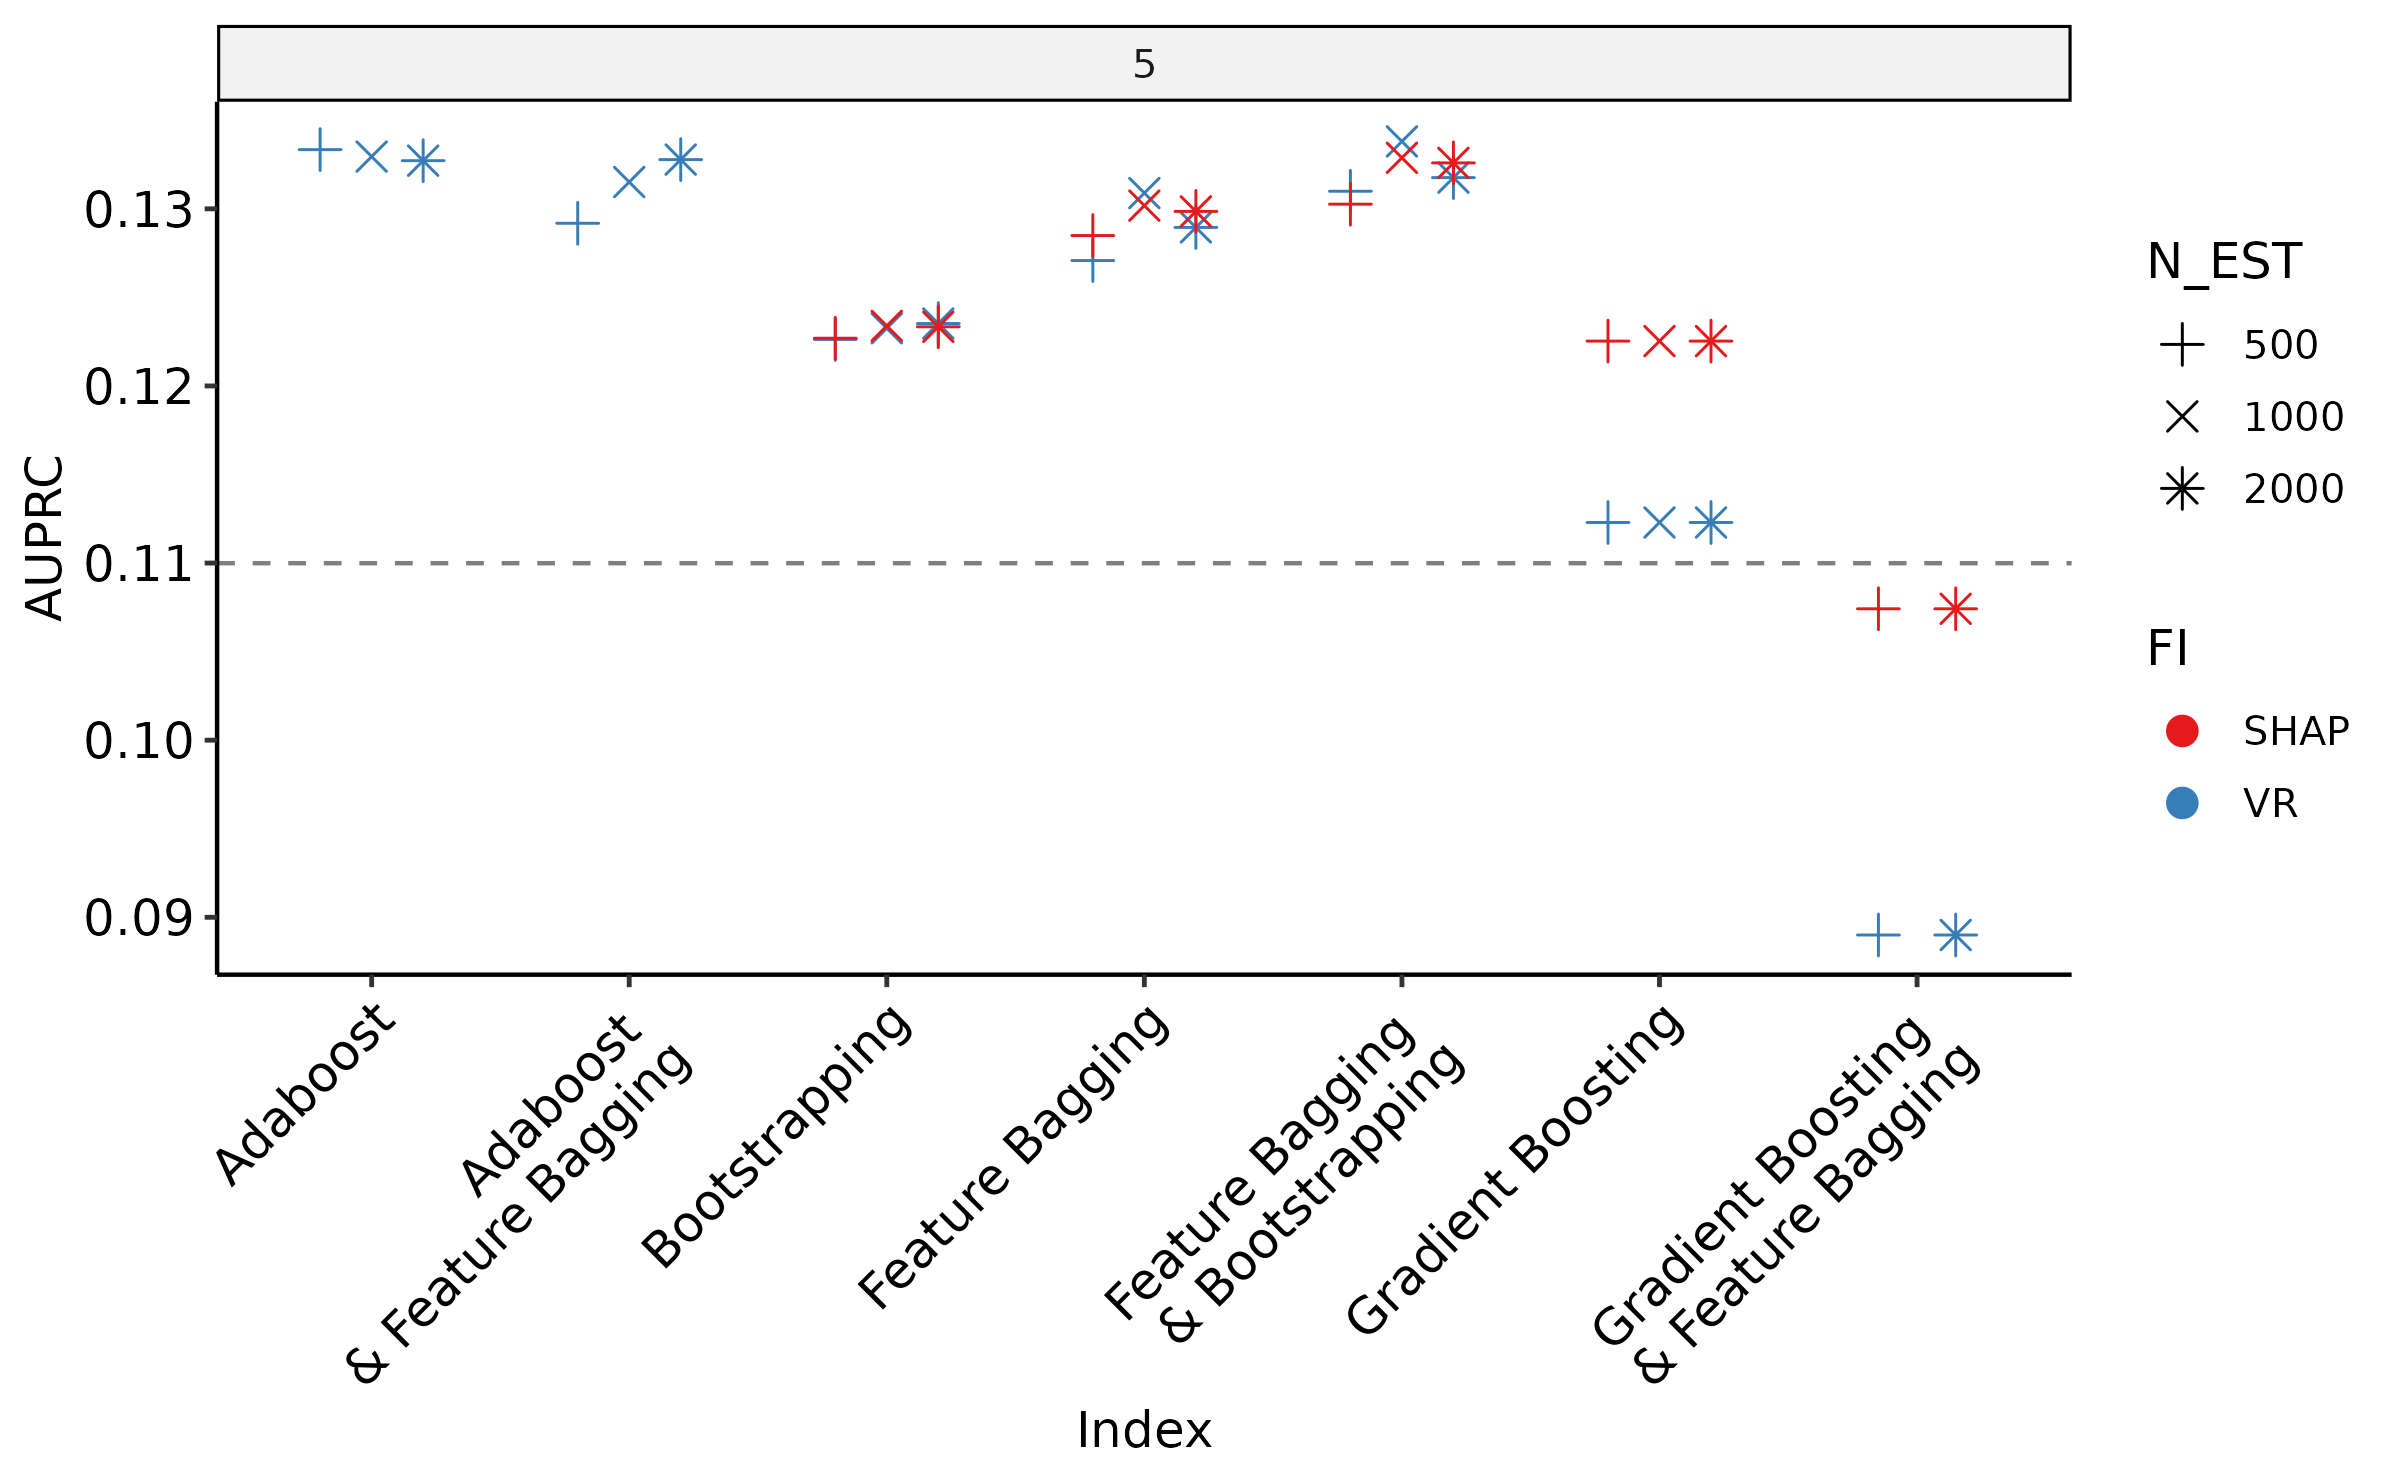 5
AUPRC
0.13
0.12
0.11
0.10
0.09
Adaboost
Adaboost
& Feature Bagging
Bootstrapping
Feature Bagging
Feature Bagging
& Bootstrapping
Gradient Boosting
Gradient Boosting
& Feature Bagging
Index
N_EST
500
1000
2000
FI
SHAP
VR